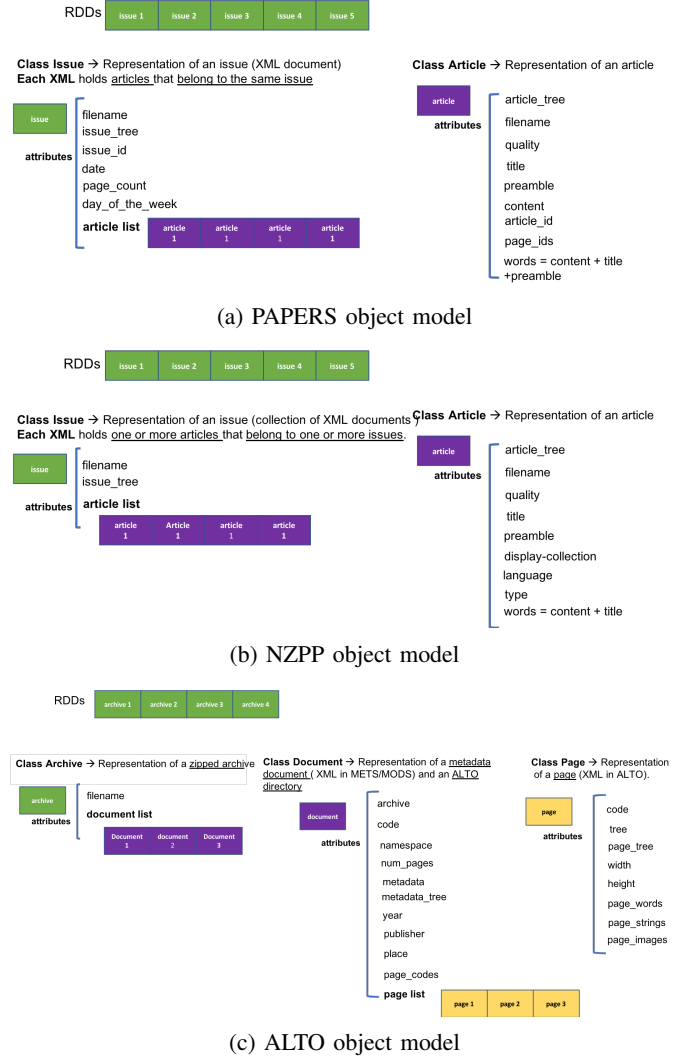 RDDs issue 1 issue 2 issue 3 issue 4 issue 5
Class Issue → Representation of an issue (XML document)
Each XML holds articles that belong to the same issue
issue
attributes
filename
issue_tree
issue_id
date
page_count
day_of_the_week
article list
article 1 article 1 article 1 article 1
Class Article → Representation of an article
article
attributes
article_tree
filename
quality
title
preamble
content
article_id
page_ids
words = content + title
+preamble
(a) PAPERS object model
RDDs issue 1 issue 2 issue 3 issue 4 issue 5
Class Issue → Representation of an issue (collection of XML documents )
Each XML holds one or more articles that belong to one or more issues.
issue
attributes
filename
issue_tree
article list
article 1 Article 1 article 1 article 1
Class Article → Representation of an article
article
attributes
article_tree
filename
quality
title
preamble
display-collection
language
type
words = content + title
(b) NZPP object model
RDDs archive 1 archive 2 archive 3 archive 4
Class Archive → Representation of a zipped archive
archive
attributes
filename
document list
Document 1 document 2 Document 3
Class Document → Representation of a metadata
document ( XML in METS/MODS) and an ALTO
directory
document
attributes
archive
code
namespace
num_pages
metadata
metadata_tree
year
publisher
place
page_codes
page list
page 1 page 2 page 3
Class Page → Representation
of a page (XML in ALTO).
page
attributes
code
tree
page_tree
width
height
page_words
page_strings
page_images
(c) ALTO object model